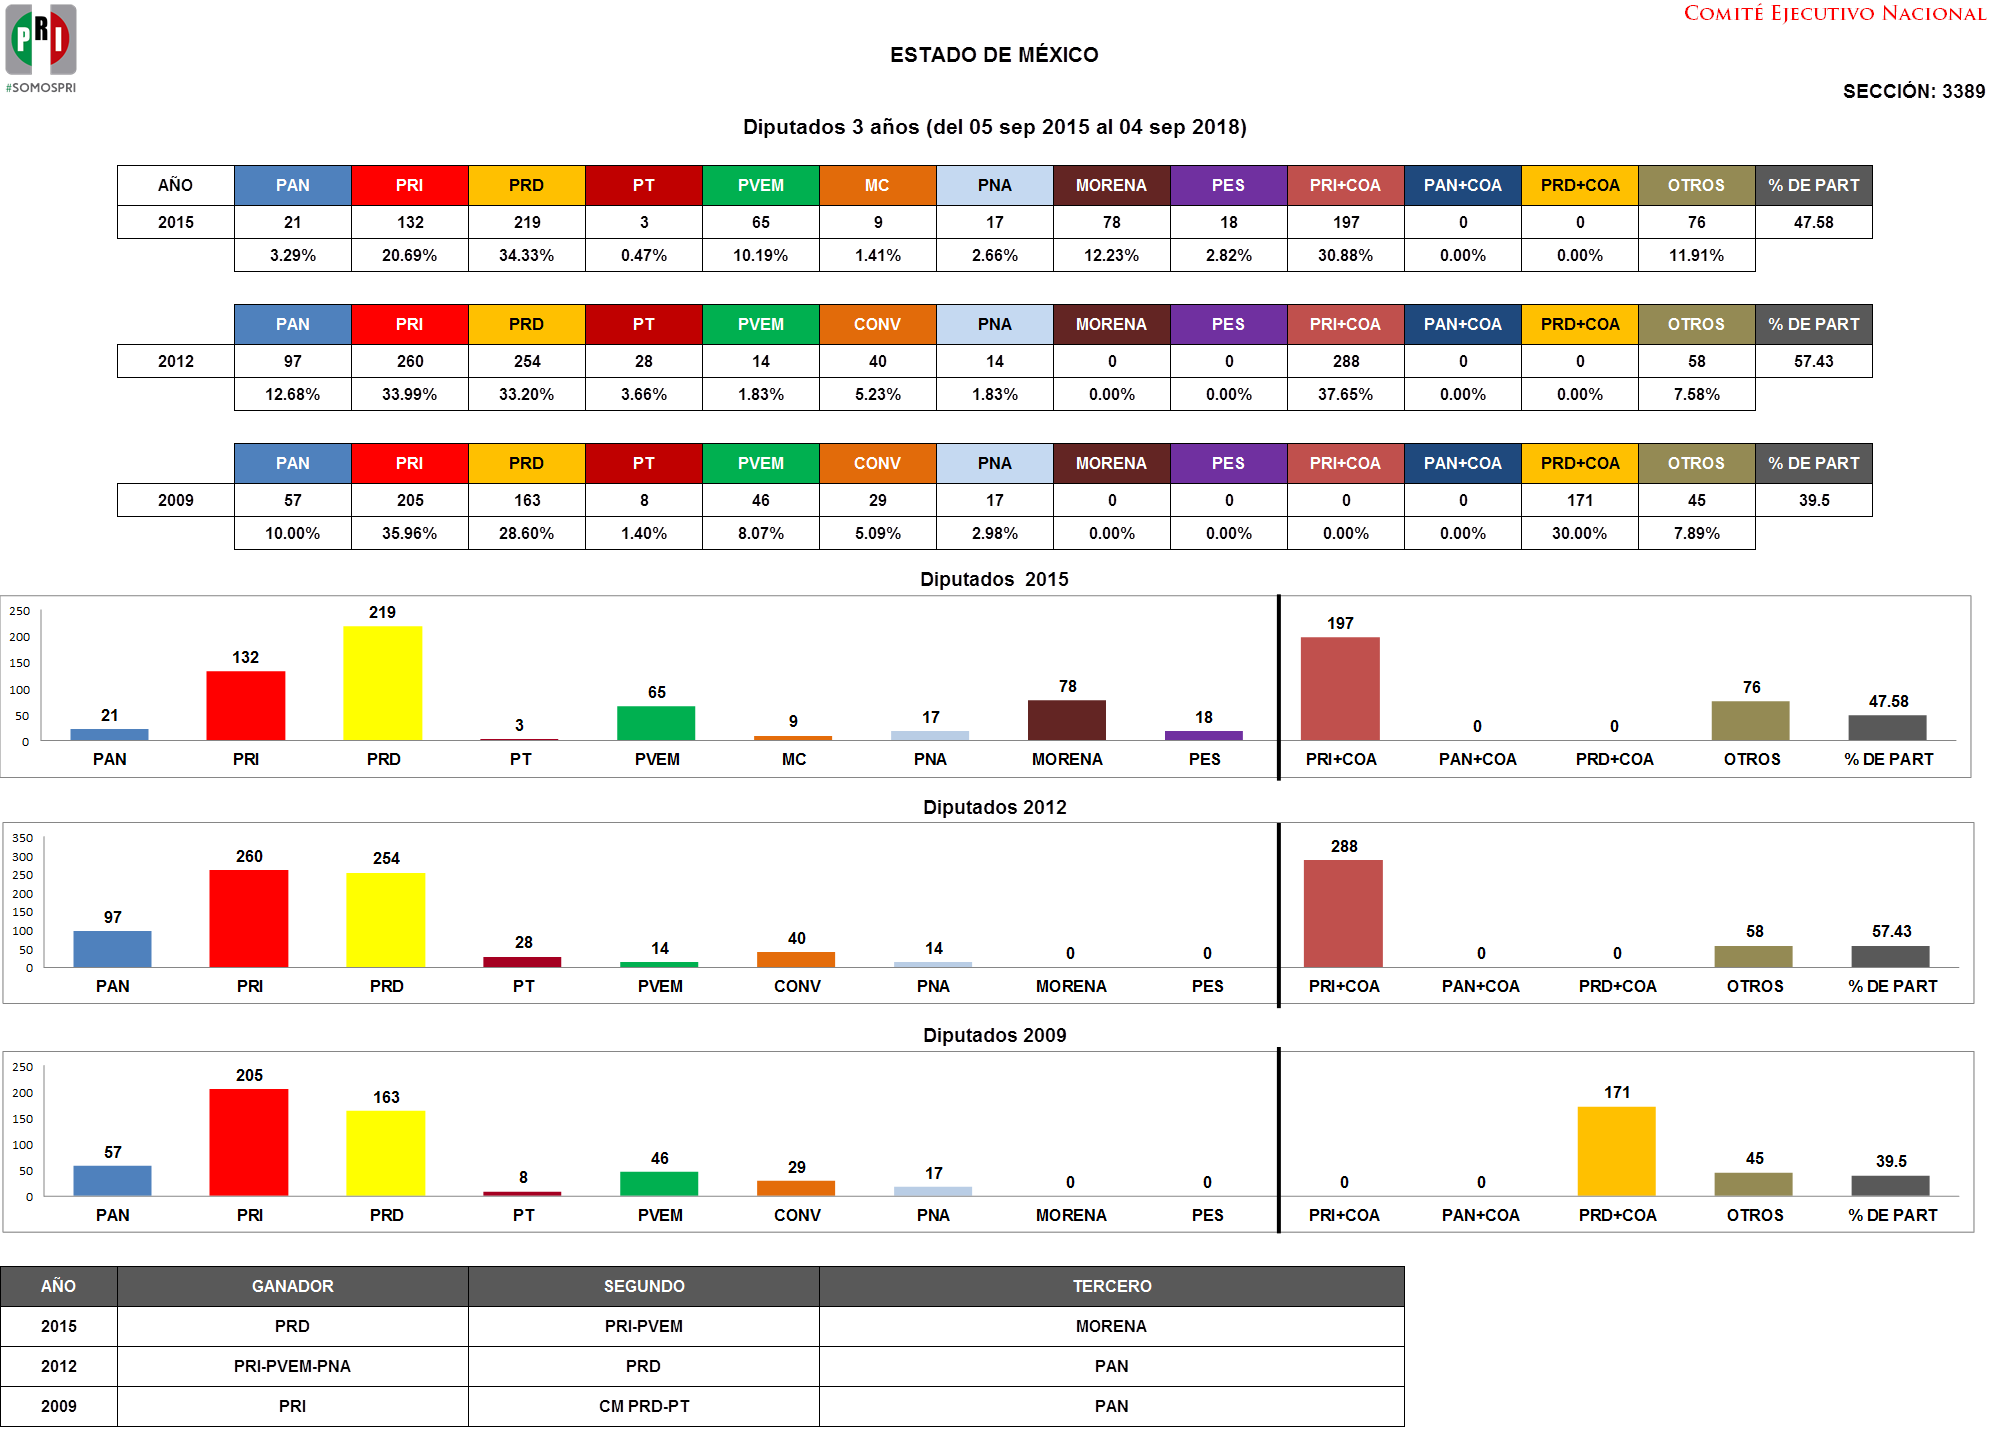 PRI
#SOMOSPRI
COMITÉ EJECUTIVO NACIONAL
ESTADO DE MÉXICO
SECCIÓN: 3389
Diputados 3 años (del 05 sep 2015 al 04 sep 2018)
AÑO PAN PRI PRD PT PVEM MC PNA MORENA PES PRI+COA PAN+COA PRD+COA OTROS % DE PART
2015 21 132 219 3 65 9 17 78 18 197 0 0 76 47.58
3.29% 20.69% 34.33% 0.47% 10.19% 1.41% 2.66% 12.23% 2.82% 30.88% 0.00% 0.00% 11.91%
PAN PRI PRD PT PVEM CONV PNA MORENA PES PRI+COA PAN+COA PRD+COA OTROS % DE PART
2012 97 260 254 28 14 40 14 0 0 288 0 0 58 57.43
12.68% 33.99% 33.20% 3.66% 1.83% 5.23% 1.83% 0.00% 0.00% 37.65% 0.00% 0.00% 7.58%
PAN PRI PRD PT PVEM CONV PNA MORENA PES PRI+COA PAN+COA PRD+COA OTROS % DE PART
2009 57 205 163 8 46 29 17 0 0 0 0 171 45 39.5
10.00% 35.96% 28.60% 1.40% 8.07% 5.09% 2.98% 0.00% 0.00% 0.00% 0.00% 30.00% 7.89%
Diputados 2015
250
200
150
100
50
0
21 132 219 3 65 9 17 78 18 197 0 0 76 47.58
PAN PRI PRD PT PVEM MC PNA MORENA PES PRI+COA PAN+COA PRD+COA OTROS % DE PART
Diputados 2012
350
300
250
200
150
100
50
0
97 260 254 28 14 40 14 0 0 288 0 0 58 57.43
PAN PRI PRD PT PVEM CONV PNA MORENA PES PRI+COA PAN+COA PRD+COA OTROS % DE PART
Diputados 2009
250
200
150
100
50
0
57 205 163 8 46 29 17 0 0 0 0 171 45 39.5
PAN PRI PRD PT PVEM CONV PNA MORENA PES PRI+COA PAN+COA PRD+COA OTROS % DE PART
AÑO GANADOR SEGUNDO TERCERO
2015 PRD PRI-PVEM MORENA
2012 PRI-PVEM-PNA PRD PAN
2009 PRI CM PRD-PT PAN